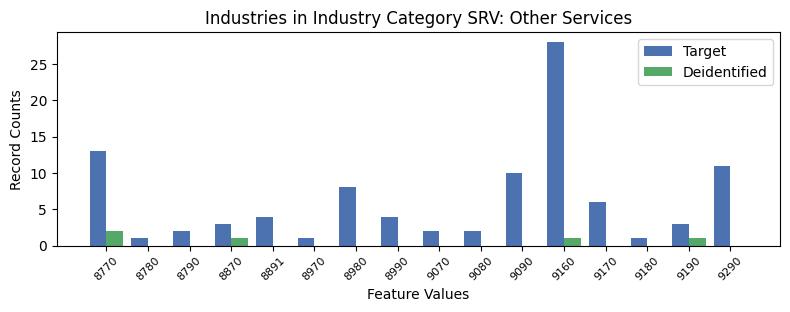 Industries in Industry Category SRV: Other Services
Target
Deidentified
Record Counts
25
20
15
10
5
0
8770 8780 8790 8870 8891 8970 8980 8990 9070 9080 9090 9160 9170 9180 9190 9290
Feature Values